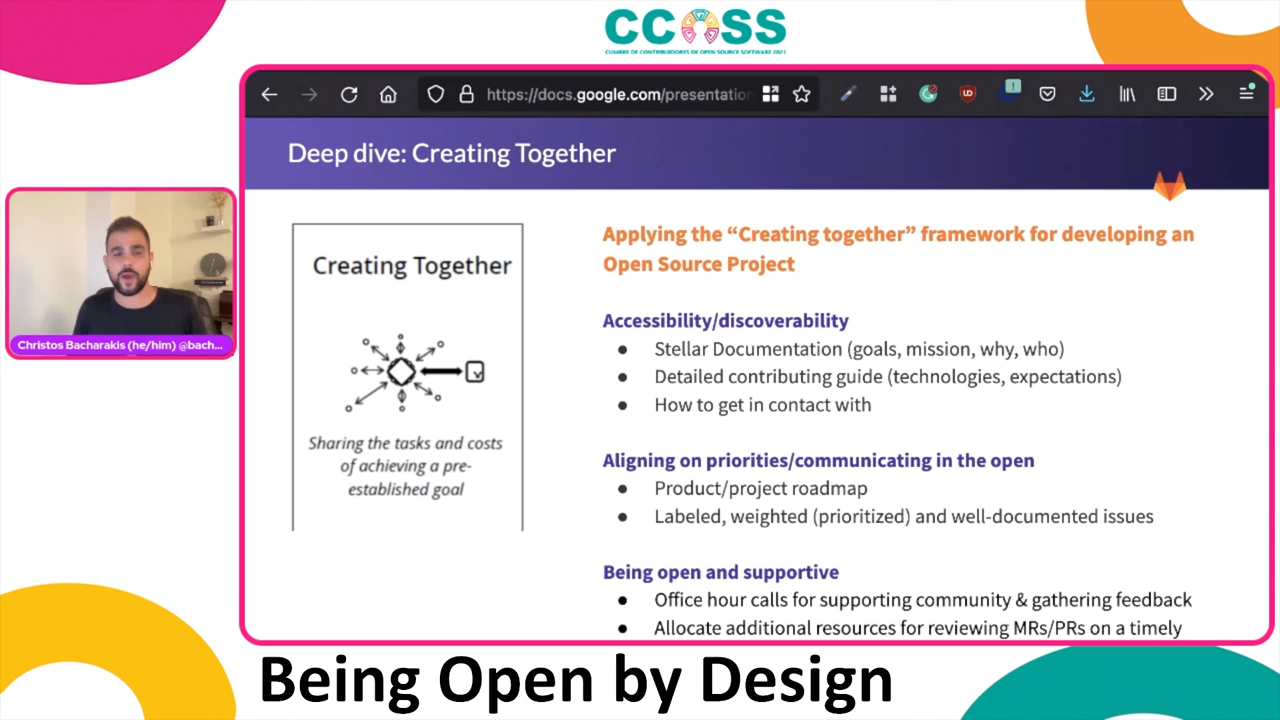 CCOSS
CUMBRE DE CONTRIBUIDORES DE OPEN SOURCE SOFTWARE 2021
https://docs.google.com/presentatio
Deep dive: Creating Together
Christos Bacharakis (he/him) @bach...
Creating Together
Sharing the tasks and costs
of achieving a pre-
established goal
Applying the “Creating together” framework for developing an
Open Source Project
Accessibility/discoverability
● Stellar Documentation (goals, mission, why, who)
● Detailed contributing guide (technologies, expectations)
● How to get in contact with
Aligning on priorities/communicating in the open
● Product/project roadmap
● Labeled, weighted (prioritized) and well-documented issues
Being open and supportive
● Office hour calls for supporting community & gathering feedback
● Allocate additional resources for reviewing MRs/PRs on a timely
Being Open by Design